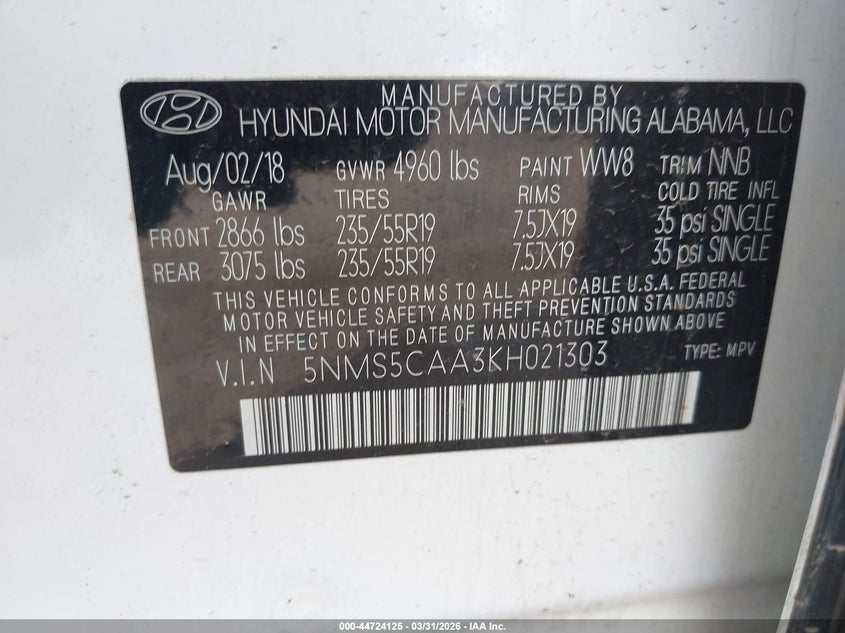 MANUFACTURED BY
HYUNDAI MOTOR MANUFACTURING ALABAMA, LLC
Aug/02/18 GVWR 4960 lbs PAINT WW8 TRIM NNB
GAWR TIRES RIMS COLD TIRE INFL
FRONT 2866 lbs 235/55R19 7.5JX19 35 psi SINGLE
REAR 3075 lbs 235/55R19 7.5JX19 35 psi SINGLE
THIS VEHICLE CONFORMS TO ALL APPLICABLE U.S.A. FEDERAL
MOTOR VEHICLE SAFETY AND THEFT PREVENTION STANDARDS
IN EFFECT ON THE DATE OF MANUFACTURE SHOWN ABOVE
V.I.N 5NMS5CAA3KH021303 TYPE: MPV
000-44724125 - 03/31/2026 - IAA Inc.